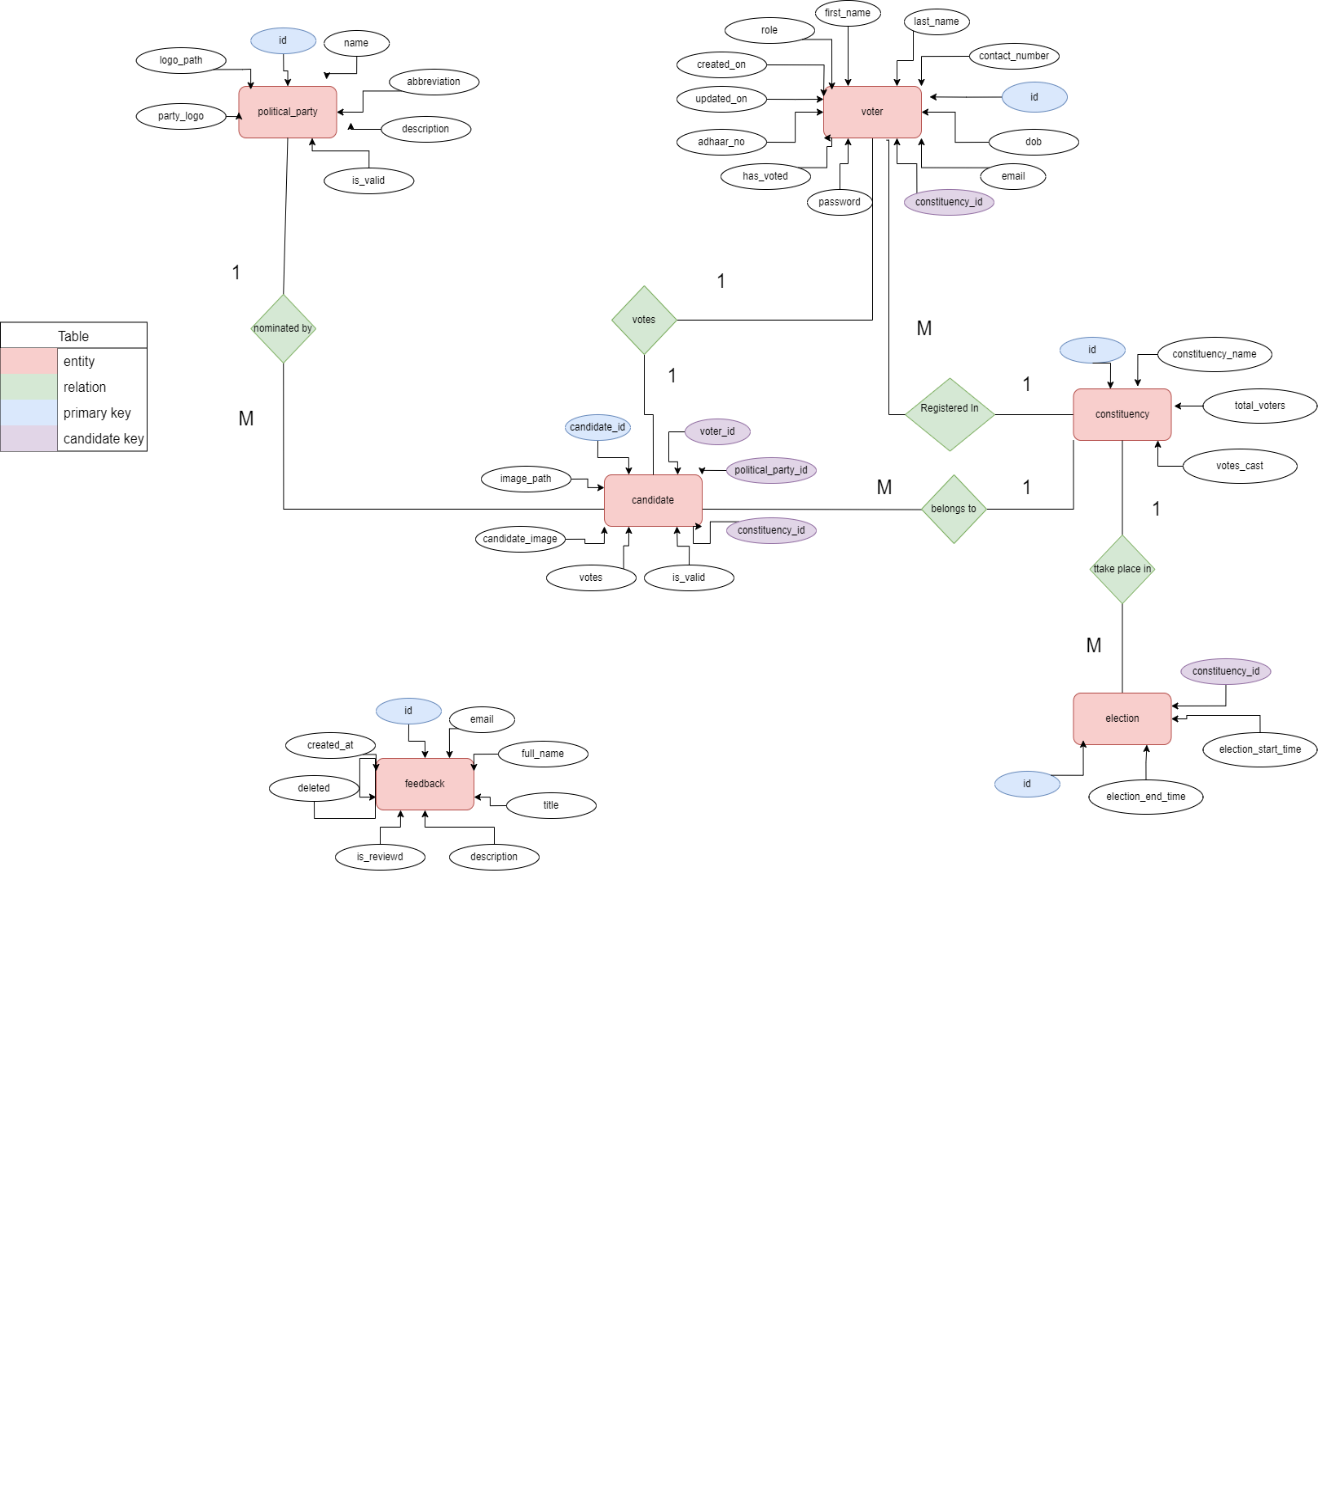 first_name
last_name
role
id
name
logo_path
contact_number
created_on
abbreviation
updated_on
id
political_party
voter
party_logo
description
adhaar_no
dob
is_valid
has_voted
email
password
constituency_id
1
1
votes
nominated by
M
Table
entity
relation
primary key
candidate key
id
constituency_name
1
1
Registered In
total_voters
constituency
M
candidate_id
voter_id
political_party_id
votes_cast
image_path
candidate
M
1
belongs to
1
constituency_id
candidate_image
ttake place in
votes
is_valid
M
constituency_id
id
email
election
created_at
full_name
election_start_time
feedback
id
deleted
election_end_time
title
is_reviewd
description